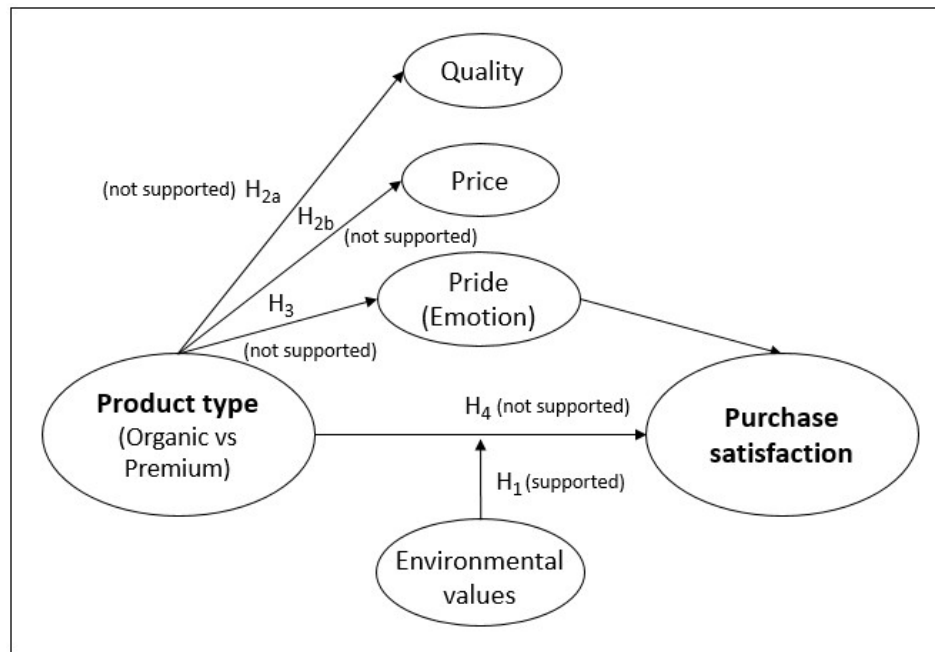 Quality
(not supported) H2a
Price
H2b
(not supported)
Pride
(Emotion)
H3
(not supported)
Product type
(Organic vs
Premium)
H4 (not supported)
Purchase
satisfaction
H1 (supported)
Environmental
values